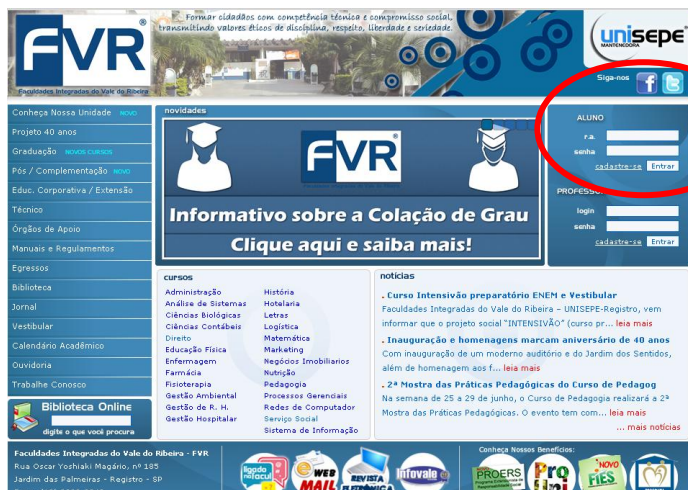 FVR
Faculdades Integradas do Vale do Ribeira
Formar cidadãos com competência técnica e compromisso social,
transmitindo valores éticos de disciplina, respeito, liberdade e seriedade.
unisepe
MANTENEDORA
Siga-nos
Conheça Nossa Unidade NOVO
Projeto 40 anos
Graduação NOVOS CURSOS
Pós / Complementação NOVO
Educ. Corporativa / Extensão
Técnico
Órgãos de Apoio
Manuais e Regulamentos
Egressos
Biblioteca
Jornal
Vestibular
Calendário Acadêmico
Ouvidoria
Trabalhe Conosco
Biblioteca Online
digite o que você procura
novidades
FVR
Informativo sobre a Colação de Grau
Clique aqui e saiba mais!
ALUNO
r.a.
senha
cadastre-se Entrar
PROFESSO
login
senha
cadastre-se Entrar
cursos
Administração
Análise de Sistemas
Ciências Biológicas
Ciências Contábeis
Direito
Educação Física
Enfermagem
Farmácia
Fisioterapia
Gestão Ambiental
Gestão de R. H.
Gestão Hospitalar
História
Hotelaria
Letras
Logística
Matemática
Marketing
Negócios Imobiliários
Nutrição
Pedagogia
Processos Gerenciais
Redes de Computador
Serviço Social
Sistema de Informação
notícias
. Curso Intensivão preparatório ENEM e Vestibular
Faculdades Integradas do Vale do Ribeira – UNISEPE-Registro, vem
informar que o projeto social "INTENSIVÃO" (curso pr... leia mais
. Inauguração e homenagens marcam aniversário de 40 anos
Com inauguração de um moderno auditório e do Jardim dos Sentidos,
além de homenagem aos f... leia mais
. 2ª Mostra das Práticas Pedagógicas do Curso de Pedagog
Na semana de 25 a 29 de junho, o Curso de Pedagogia realizará a 2ª
Mostra das Práticas Pedagógicas. O evento tem com... leia mais
... mais notícias
Faculdades Integradas do Vale do Ribeira - FVR
Rua Oscar Yoshiaki Magário, nº 185
Jardim das Palmeiras - Registro - SP
ligado
na facul
WEB
MAIL
REVISTA
ELETRÔNICA
infovale
Conheça Nossos Benefícios:
PROERS
Pro
Uni
NOVO
FIES